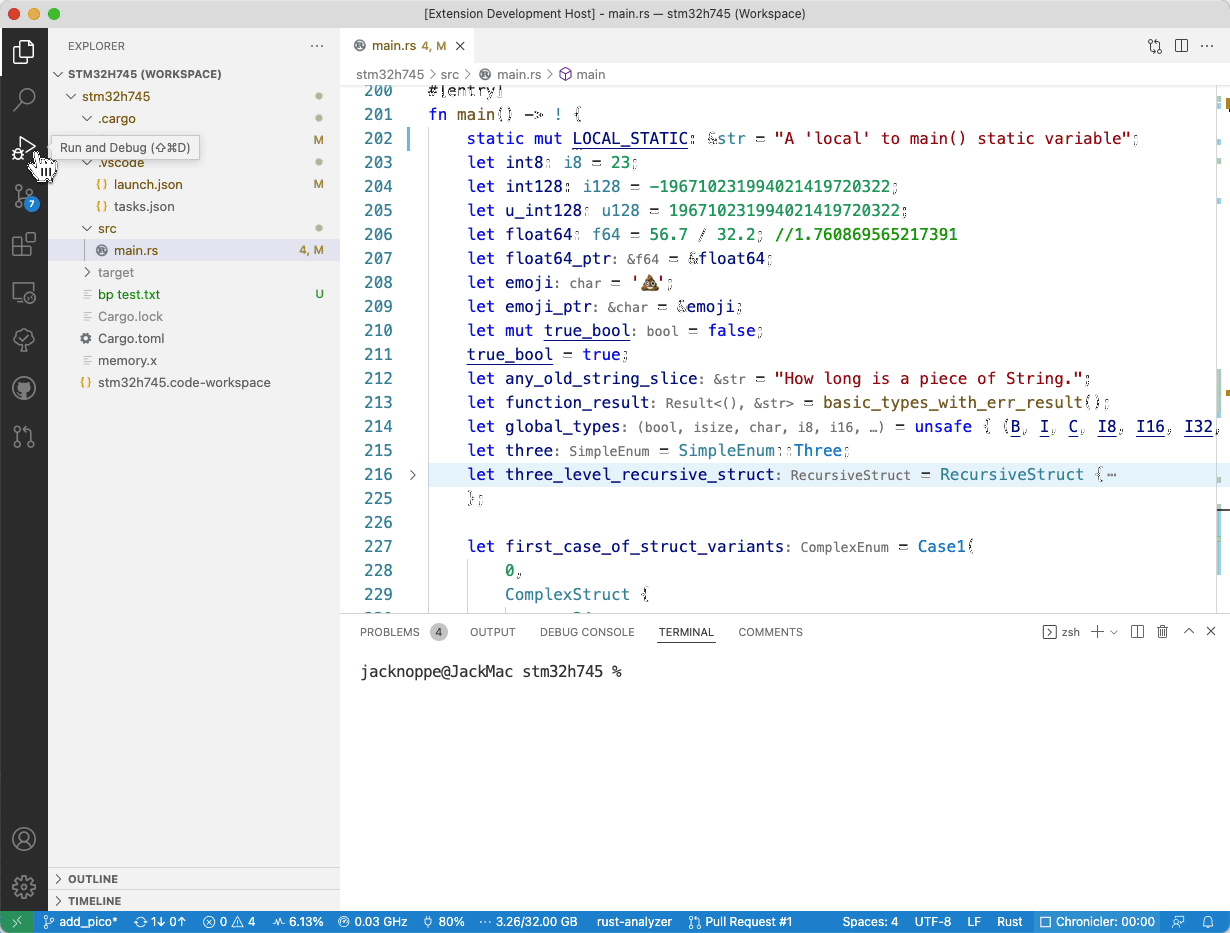 [Extension Development Host] - main.rs — stm32h745 (Workspace)
EXPLORER
STM32H745 (WORKSPACE)
stm32h745
.cargo
M
Run and Debug (⇧⌘D)
.vscode
launch.json M
tasks.json
7
src
main.rs 4, M
target
bp test.txt U
Cargo.lock
Cargo.toml
memory.x
stm32h745.code-workspace
OUTLINE
TIMELINE
main.rs 4, M
stm32h745 > src > main.rs > main
200 #[entry]
201 fn main() -> ! {
202 static mut LOCAL_STATIC: &str = "A 'local' to main() static variable";
203 let int8: i8 = 23;
204 let int128: i128 = -196710231994021419720322;
205 let u_int128: u128 = 196710231994021419720322;
206 let float64: f64 = 56.7 / 32.2; //1.760869565217391
207 let float64_ptr: &f64 = &float64;
208 let emoji: char = '💩';
209 let emoji_ptr: &char = &emoji;
210 let mut true_bool: bool = false;
211 true_bool = true;
212 let any_old_string_slice: &str = "How long is a piece of String.";
213 let function_result: Result<(), &str> = basic_types_with_err_result();
214 let global_types: (bool, isize, char, i8, i16, …) = unsafe { (B, I, C, I8, I16, I32,
215 let three: SimpleEnum = SimpleEnum::Three;
216 let three_level_recursive_struct: RecursiveStruct = RecursiveStruct {⋯
225 };
226
227 let first_case_of_struct_variants: ComplexEnum = Case1(
228 0,
229 ComplexStruct {
PROBLEMS 4 OUTPUT DEBUG CONSOLE TERMINAL COMMENTS zsh
jacknoppe@JackMac stm32h745 %
add_pico* 1↓ 0↑ 0 4 6.13% 0.03 GHz 80% 3.26/32.00 GB rust-analyzer Pull Request #1 Spaces: 4 UTF-8 LF Rust Chronicler: 00:00